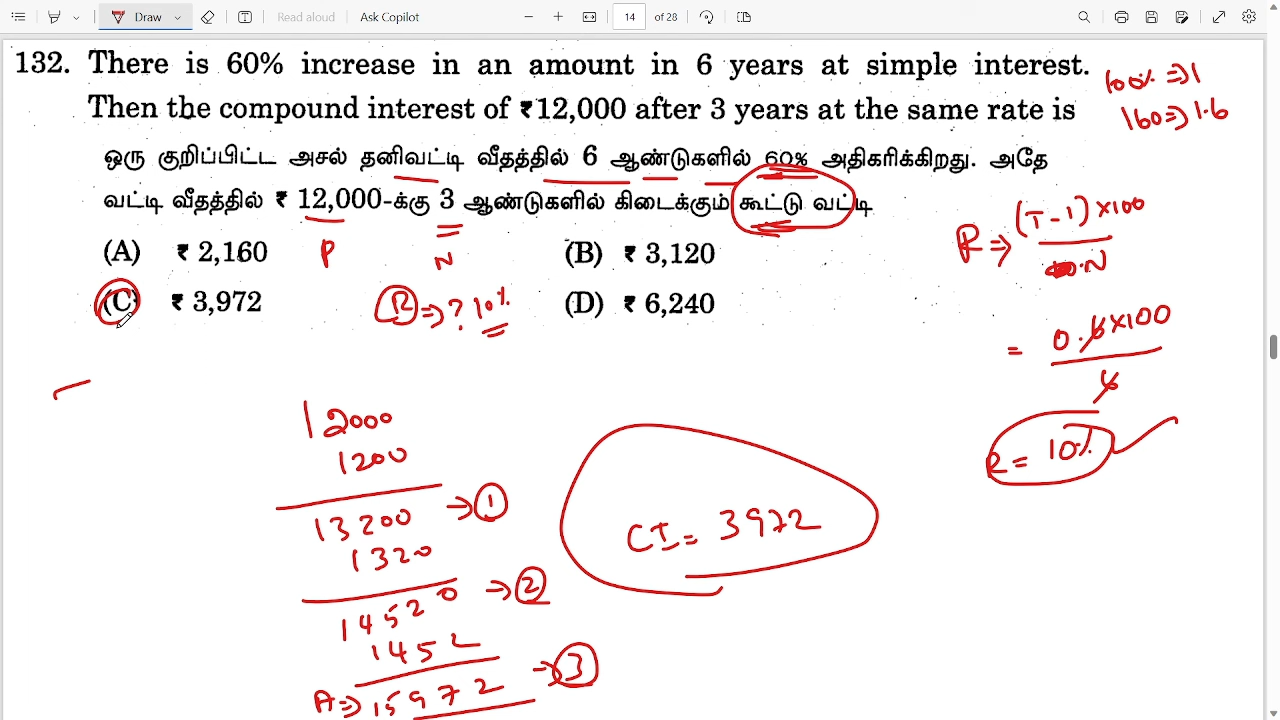 Draw
Read aloud
Ask Copilot
14 of 28
132. There is 60% increase in an amount in 6 years at simple interest.
Then the compound interest of ₹12,000 after 3 years at the same rate is
ஒரு குறிப்பிட்ட அசல் தனிவட்டி வீதத்தில் 6 ஆண்டுகளில் 60% அதிகரிக்கிறது. அதே
வட்டி வீதத்தில் ₹ 12,000-க்கு 3 ஆண்டுகளில் கிடைக்கும் கூட்டு வட்டி
100% ⇒ 1
160 ⇒ 1.6
(A) ₹ 2,160
(B) ₹ 3,120
(C) ₹ 3,972
(D) ₹ 6,240
P
N
R ⇒ ? 10%
R ⇒ (T-1) × 100
N
= 0.6 × 100
6
R = 10%
12000
1200
13200 → 1
1320
14520 → 2
1452
A ⇒ 15972 → 3
CI = 3972